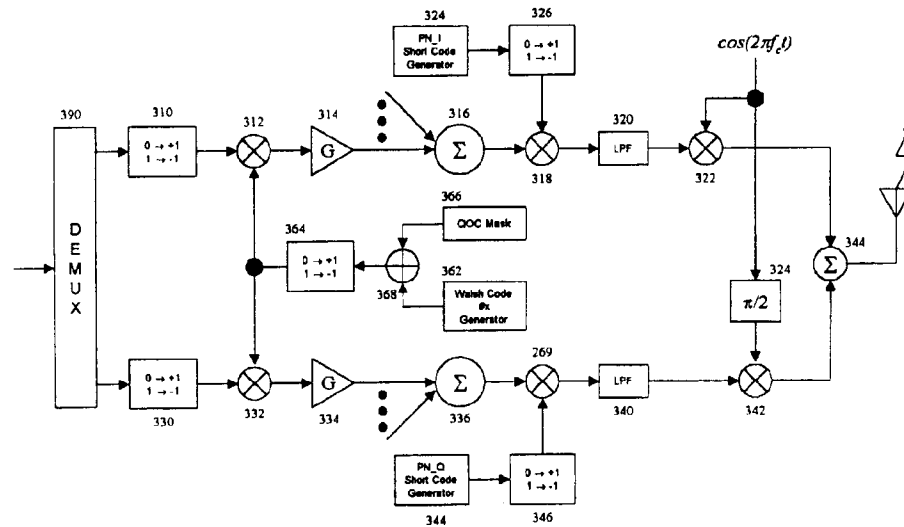 324
326
PN_I
Short Code
Generator
0 → +1
1 → -1
cos(2πf_c t)
390
310
312
314
316
320
0 → +1
1 → -1
G
Σ
LPF
318
322
366
QOC Mask
364
0 → +1
1 → -1
368
362
Walsh Code
#x
Generator
DEMUX
344
Σ
324
π/2
269
0 → +1
1 → -1
G
Σ
LPF
330
332
334
336
340
342
PN_Q
Short Code
Generator
0 → +1
1 → -1
344
346